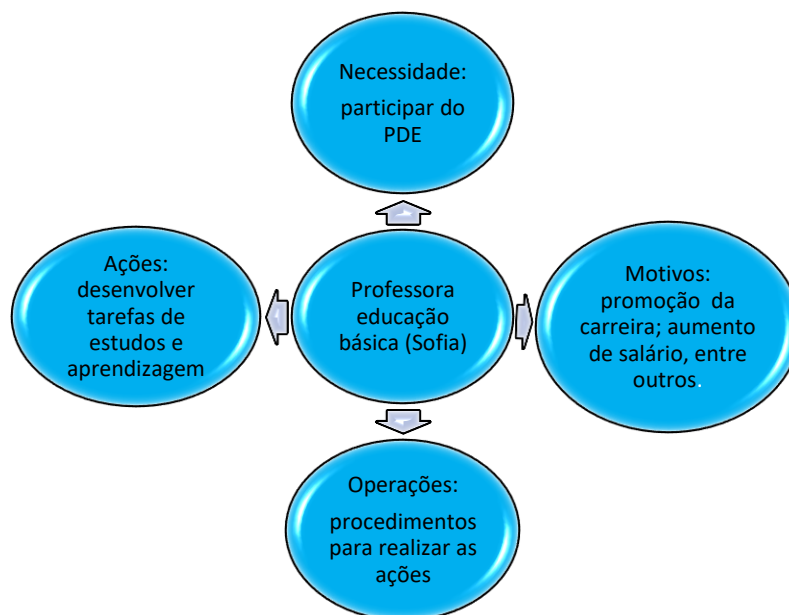 Necessidade:
participar do
PDE
Ações:
desenvolver
tarefas de
estudos e
aprendizagem
Professora
educação
básica (Sofia)
Motivos:
promoção da
carreira; aumento
de salário, entre
outros.
Operações:
procedimentos
para realizar as
ações